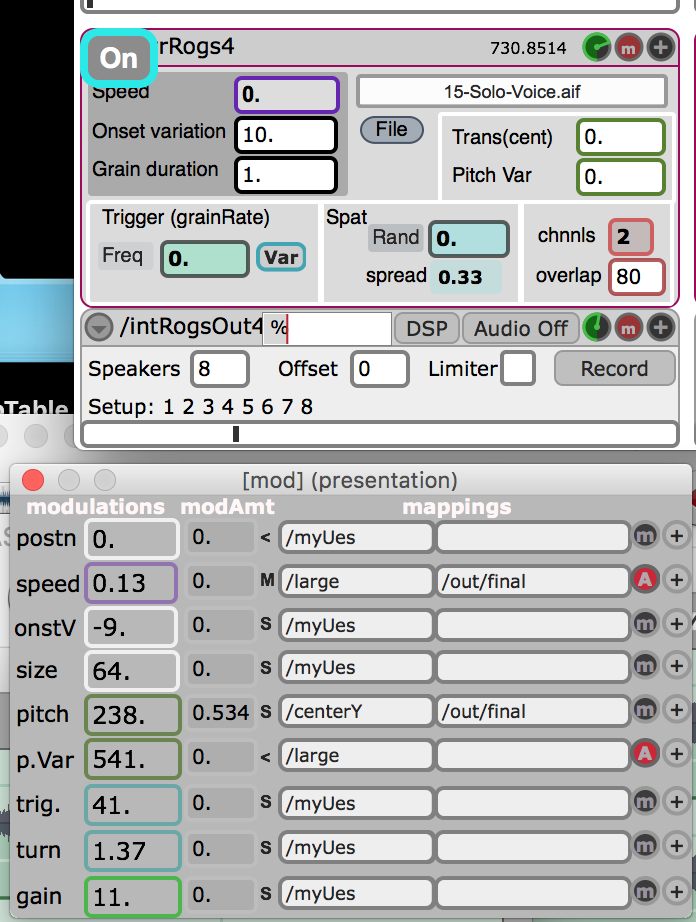 On rrRogs4 730.8514 m +
Speed 0. 15-Solo-Voice.aif
Onset variation 10. File Trans(cent) 0.
Grain duration 1. Pitch Var 0.
Trigger (grainRate) Spat
Freq 0. Var Rand 0. chnnls 2
spread 0.33 overlap 80
/intRogsOut4 % DSP Audio Off m +
Speakers 8 Offset 0 Limiter Record
Setup: 1 2 3 4 5 6 7 8
Table
[mod] (presentation)
modulations modAmt mappings
postn 0. 0. < /myUes m +
speed 0.13 0. M /large /out/final A +
onstV -9. 0. S /myUes m +
size 64. 0. S /myUes m +
pitch 238. 0.534 S /centerY /out/final m +
p.Var 541. 0. < /large A +
trig. 41. 0. S /myUes m +
turn 1.37 0. S /myUes m +
gain 11. 0. S /myUes m +